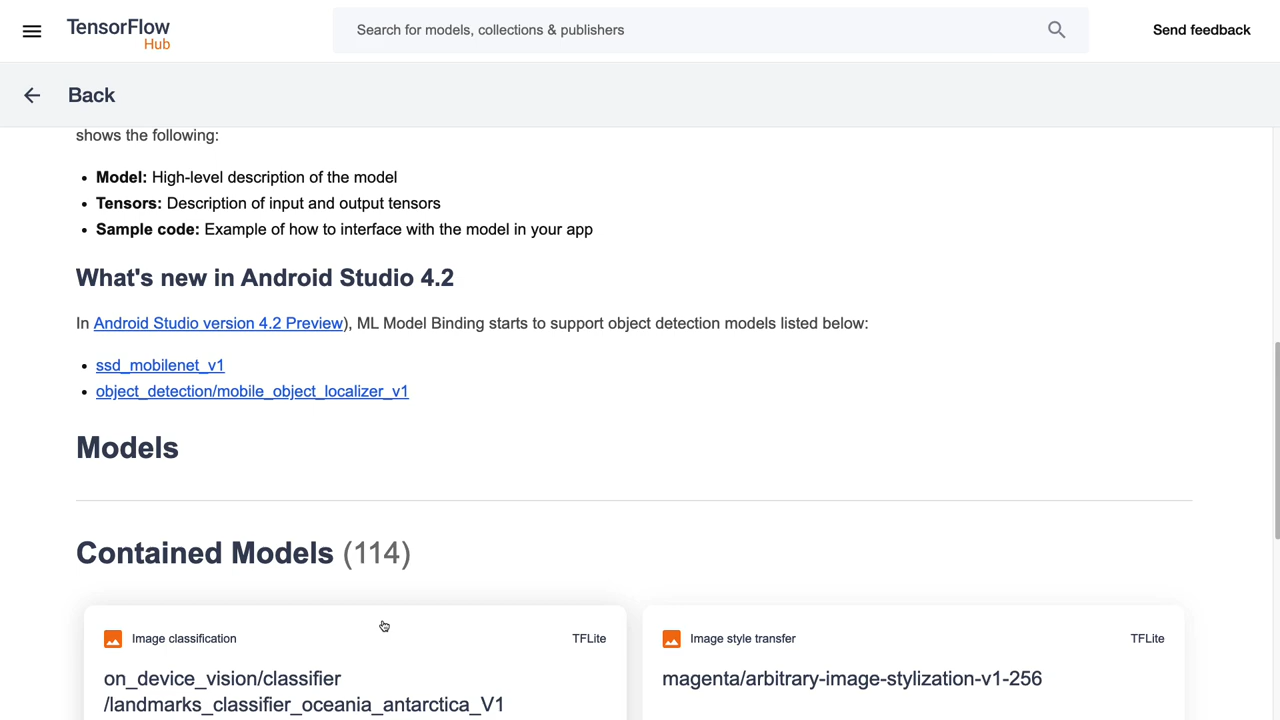 TensorFlow
Hub
Search for models, collections & publishers
Send feedback
Back
shows the following:
• Model: High-level description of the model
• Tensors: Description of input and output tensors
• Sample code: Example of how to interface with the model in your app
What's new in Android Studio 4.2
In Android Studio version 4.2 Preview), ML Model Binding starts to support object detection models listed below:
• ssd_mobilenet_v1
• object_detection/mobile_object_localizer_v1
Models
Contained Models (114)
Image classification
TFLite
on_device_vision/classifier
/landmarks_classifier_oceania_antarctica_V1
Image style transfer
TFLite
magenta/arbitrary-image-stylization-v1-256